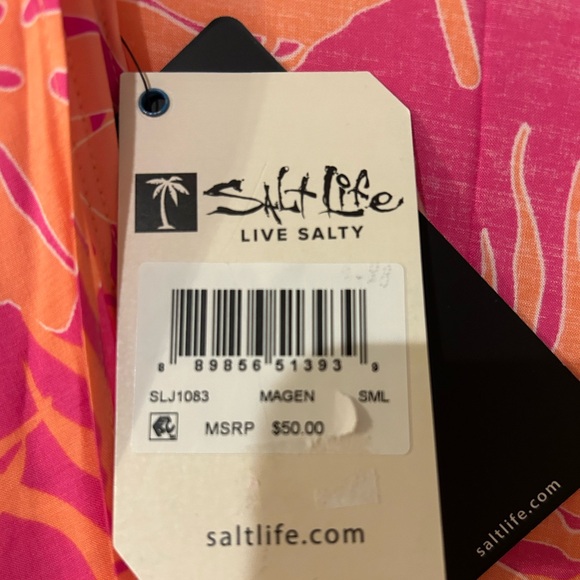 Salt Life
LIVE SALTY
8 89856 51393 9
SLJ1083 MAGEN SML
MSRP $50.00
saltlife.com
saltlife.com